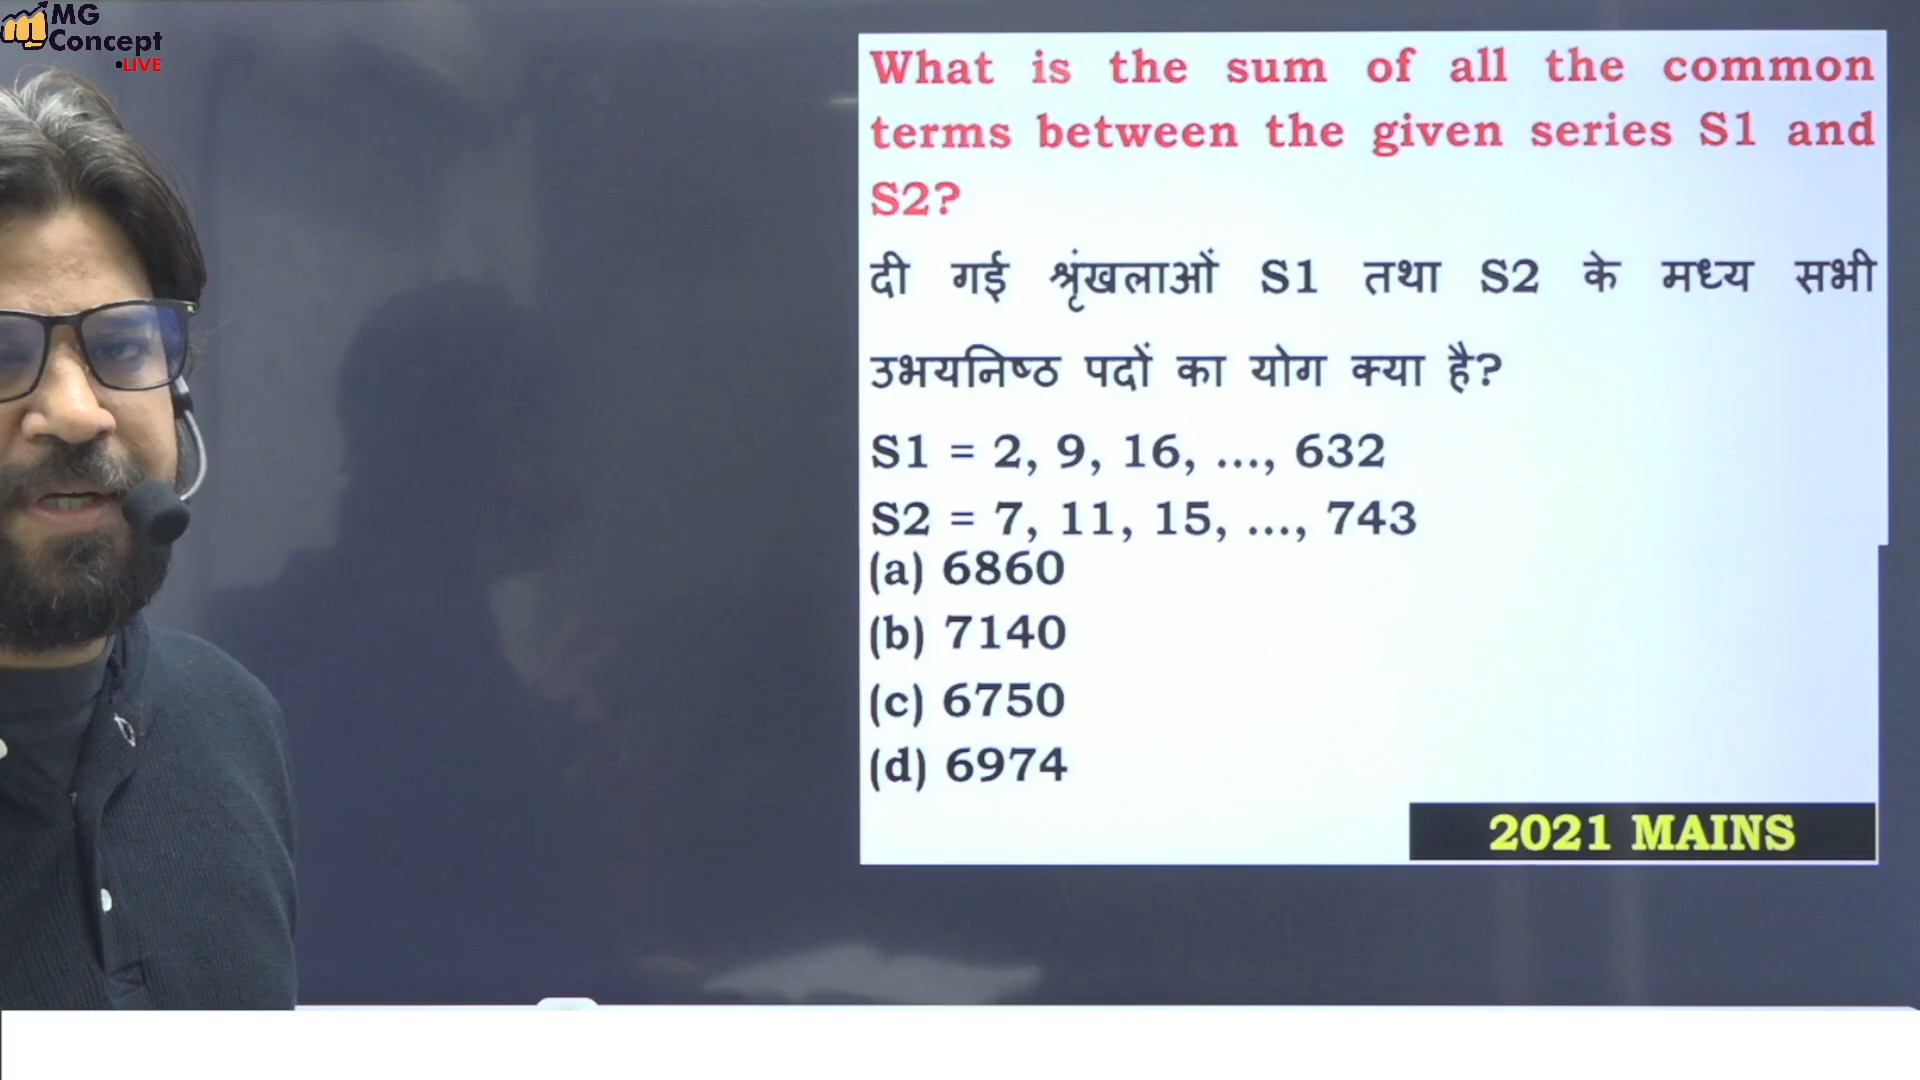 MG
Concept
•LIVE
What is the sum of all the common
terms between the given series S1 and
S2?
दी गई श्रृंखलाओं S1 तथा S2 के मध्य सभी
उभयनिष्ठ पदों का योग क्या है?
S1 = 2, 9, 16, ..., 632
S2 = 7, 11, 15, ..., 743
(a) 6860
(b) 7140
(c) 6750
(d) 6974
2021 MAINS